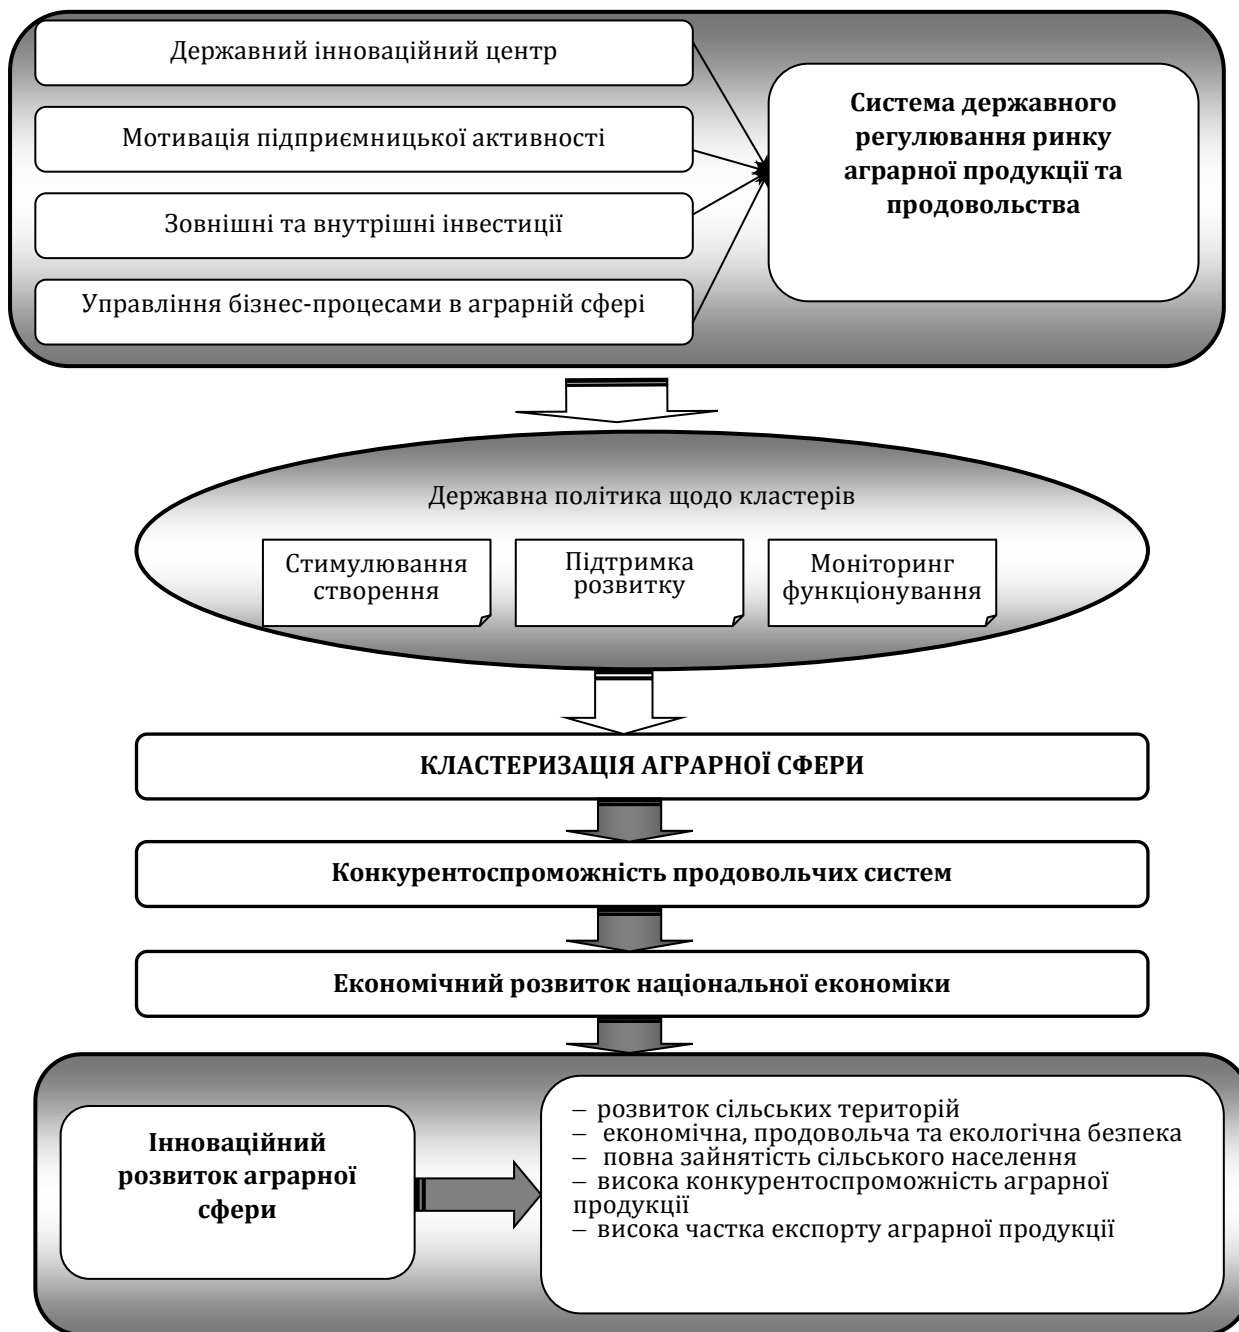 Державний інноваційний центр
Мотивація підприємницької активності
Зовнішні та внутрішні інвестиції
Управління бізнес-процесами в аграрній сфері
Система державного
регулювання ринку
аграрної продукції та
продовольства
Державна політика щодо кластерів
Стимулювання
створення
Підтримка
розвитку
Моніторинг
функціонування
КЛАСТЕРИЗАЦІЯ АГРАРНОЇ СФЕРИ
Конкурентоспроможність продовольчих систем
Економічний розвиток національної економіки
Інноваційний
розвиток аграрної
сфери
– розвиток сільських територій
– економічна, продовольча та екологічна безпека
– повна зайнятість сільського населення
– висока конкурентоспроможність аграрної
продукції
– висока частка експорту аграрної продукції